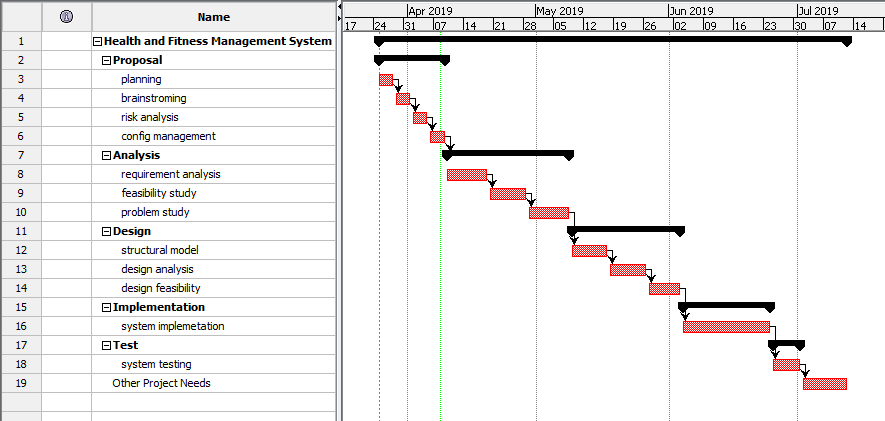 Name
Apr 2019 May 2019 Jun 2019 Jul 2019
17 24 31 07 14 21 28 05 12 19 26 02 09 16 23 30 07 14
1 Health and Fitness Management System
2 Proposal
3 planning
4 brainstroming
5 risk analysis
6 config management
7 Analysis
8 requirement analysis
9 feasibility study
10 problem study
11 Design
12 structural model
13 design analysis
14 design feasibility
15 Implementation
16 system implemetation
17 Test
18 system testing
19 Other Project Needs